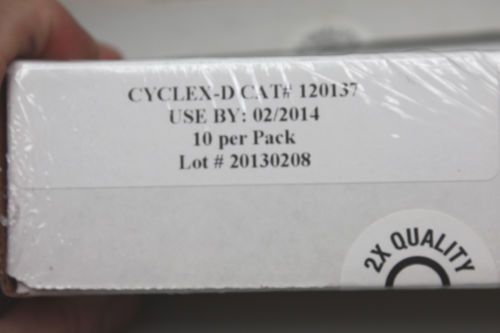 CYCLEX-D CAT# 120137
USE BY: 02/2014
10 per Pack
Lot # 20130208
2X QUALITY